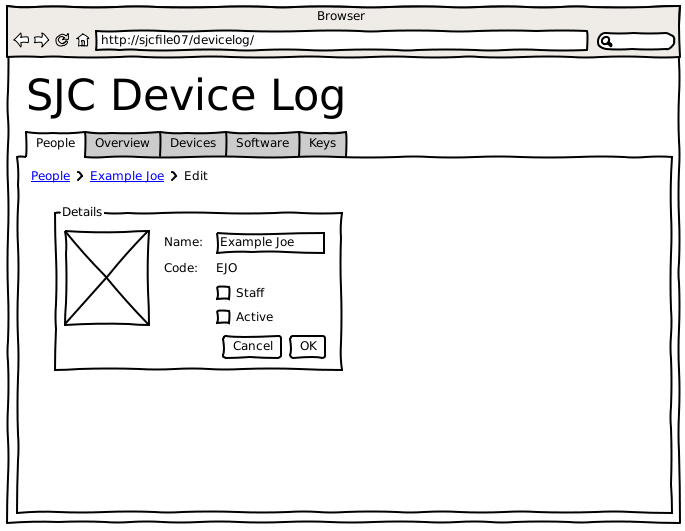 Browser
http://sjcfile07/devicelog/
SJC Device Log
People Overview Devices Software Keys
People > Example Joe > Edit
Details
Name: Example Joe
Code: EJO
Staff
Active
Cancel OK